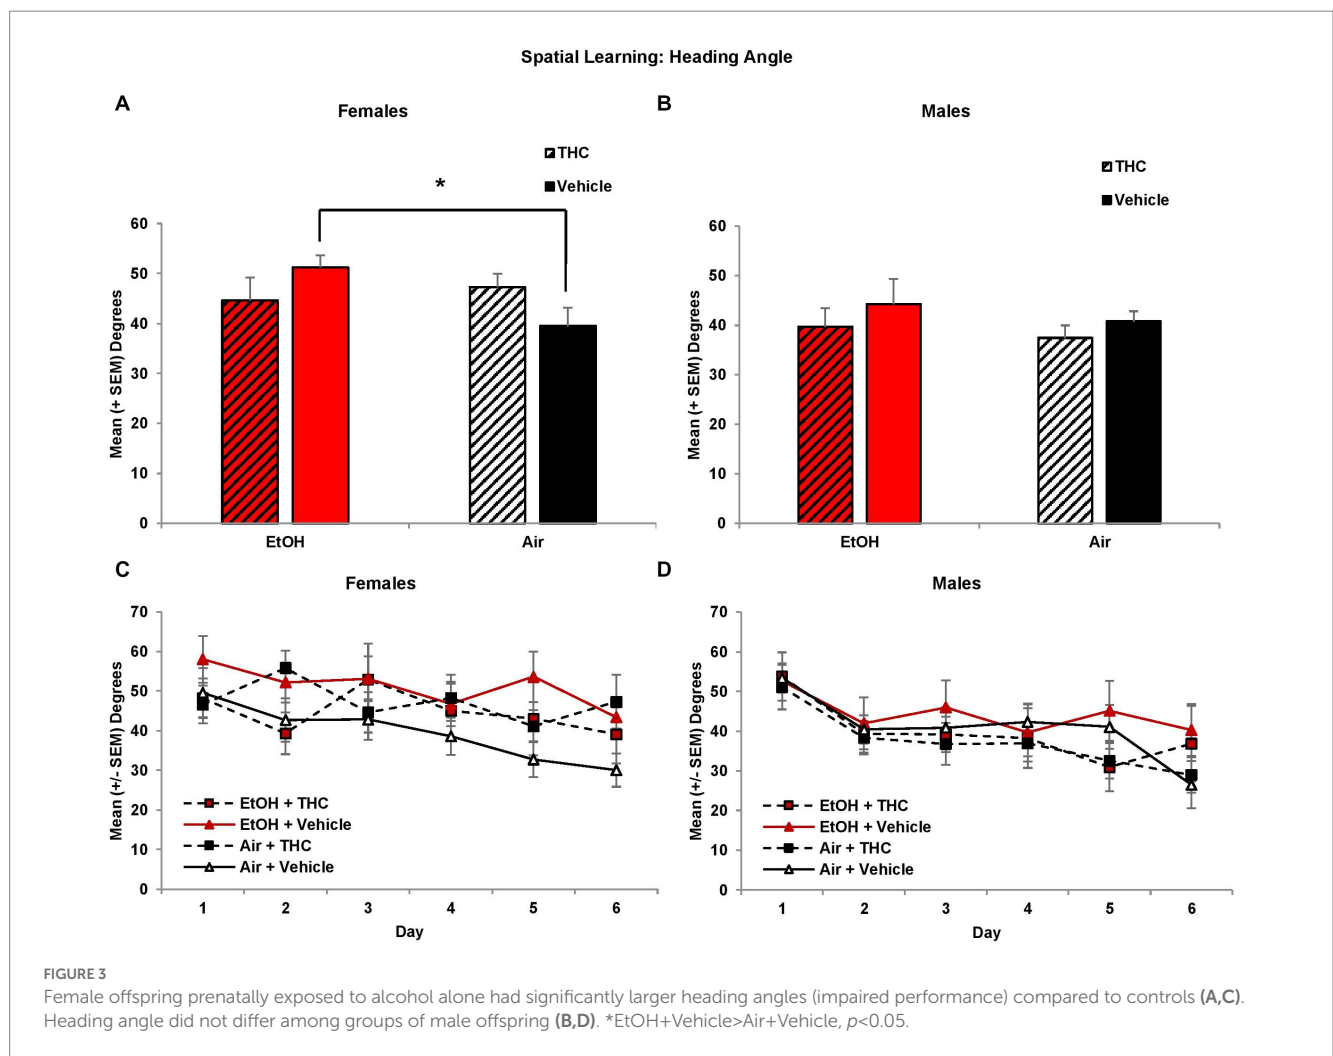 Spatial Learning: Heading Angle
A
Females
THC
Vehicle
*
Mean (+ SEM) Degrees
60
50
40
30
20
10
0
EtOH
Air
B
Males
THC
Vehicle
Mean (+ SEM) Degrees
60
50
40
30
20
10
0
EtOH
Air
C
Females
Mean (+/- SEM) Degrees
70
60
50
40
30
20
10
0
EtOH + THC
EtOH + Vehicle
Air + THC
Air + Vehicle
1 2 3 4 5 6
Day
D
Males
Mean (+/- SEM) Degrees
70
60
50
40
30
20
10
0
EtOH + THC
EtOH + Vehicle
Air + THC
Air + Vehicle
1 2 3 4 5 6
Day
FIGURE 3
Female offspring prenatally exposed to alcohol alone had significantly larger heading angles (impaired performance) compared to controls (A,C).
Heading angle did not differ among groups of male offspring (B,D). *EtOH+Vehicle>Air+Vehicle, p<0.05.